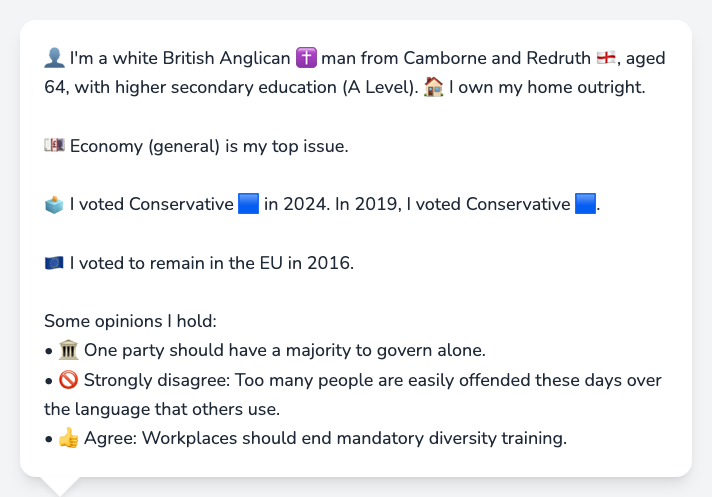 👤 I'm a white British Anglican ✝️ man from Camborne and Redruth 🏴󠁧󠁢󠁥󠁮󠁧󠁿, aged
64, with higher secondary education (A Level). 🏠 I own my home outright.
💷 Economy (general) is my top issue.
🗳️ I voted Conservative 🟦 in 2024. In 2019, I voted Conservative 🟦.
🇪🇺 I voted to remain in the EU in 2016.
Some opinions I hold:
• 🏛️ One party should have a majority to govern alone.
• 🚫 Strongly disagree: Too many people are easily offended these days over
the language that others use.
• 👍 Agree: Workplaces should end mandatory diversity training.